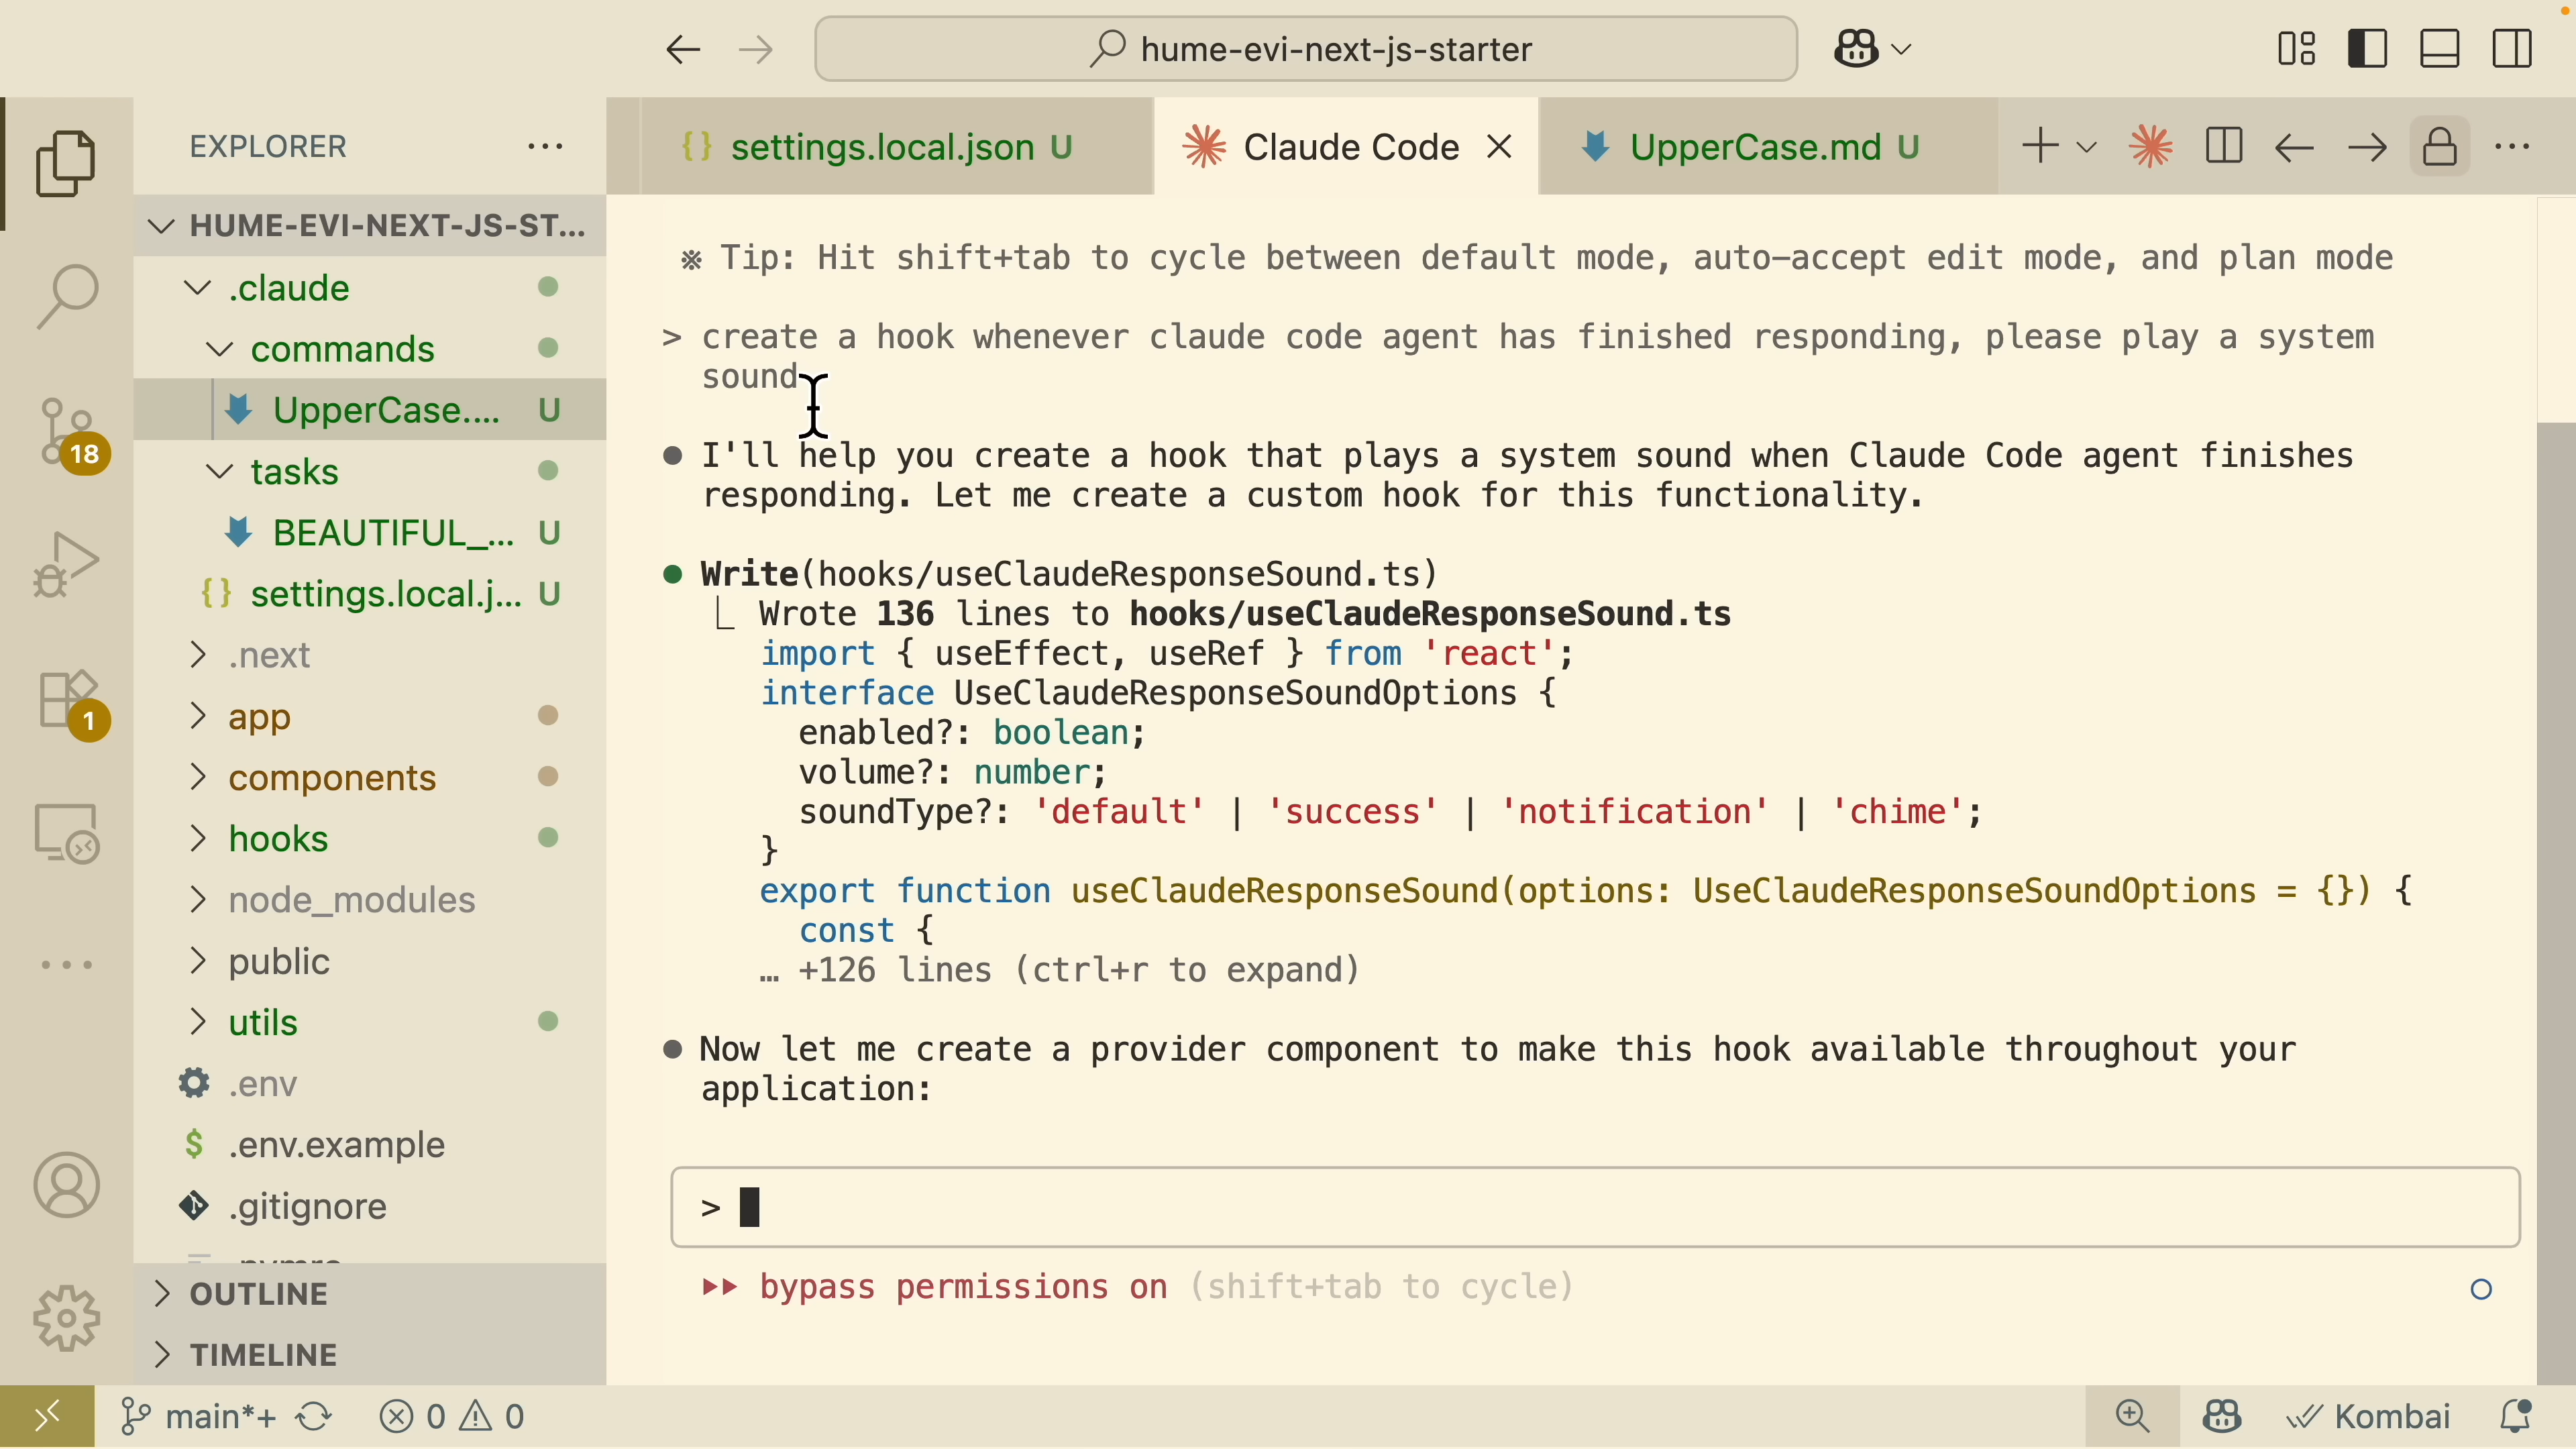 hume-evi-next-js-starter
EXPLORER
settings.local.json U
Claude Code
UpperCase.md U
HUME-EVI-NEXT-JS-ST...
.claude
commands
UpperCase.... U
tasks
BEAUTIFUL_... U
{} settings.local.j... U
.next
app
components
hooks
node_modules
public
utils
.env
$ .env.example
.gitignore
OUTLINE
TIMELINE
18
1
※ Tip: Hit shift+tab to cycle between default mode, auto-accept edit mode, and plan mode
> create a hook whenever claude code agent has finished responding, please play a system
sound
● I'll help you create a hook that plays a system sound when Claude Code agent finishes
responding. Let me create a custom hook for this functionality.
● Write(hooks/useClaudeResponseSound.ts)
⎿ Wrote 136 lines to hooks/useClaudeResponseSound.ts
import { useEffect, useRef } from 'react';
interface UseClaudeResponseSoundOptions {
enabled?: boolean;
volume?: number;
soundType?: 'default' | 'success' | 'notification' | 'chime';
}
export function useClaudeResponseSound(options: UseClaudeResponseSoundOptions = {}) {
const {
… +126 lines (ctrl+r to expand)
● Now let me create a provider component to make this hook available throughout your
application:
>
bypass permissions on (shift+tab to cycle)
main*+ 0 0
Kombai